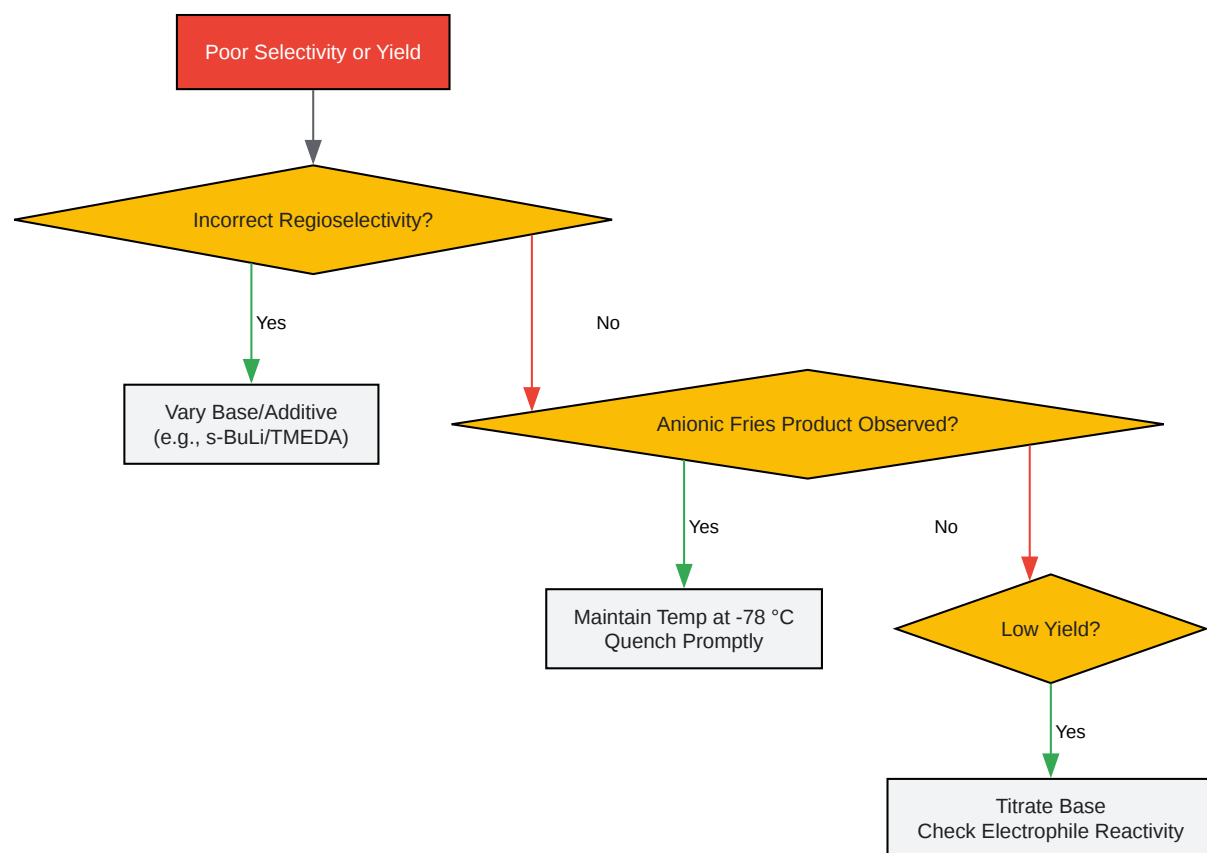 Poor Selectivity or Yield
Incorrect Regioselectivity?
Yes
No
Vary Base/Additive
(e.g., s-BuLi/TMEDA)
Anionic Fries Product Observed?
Yes
No
Maintain Temp at -78 °C
Quench Promptly
Low Yield?
Yes
Titrate Base
Check Electrophile Reactivity